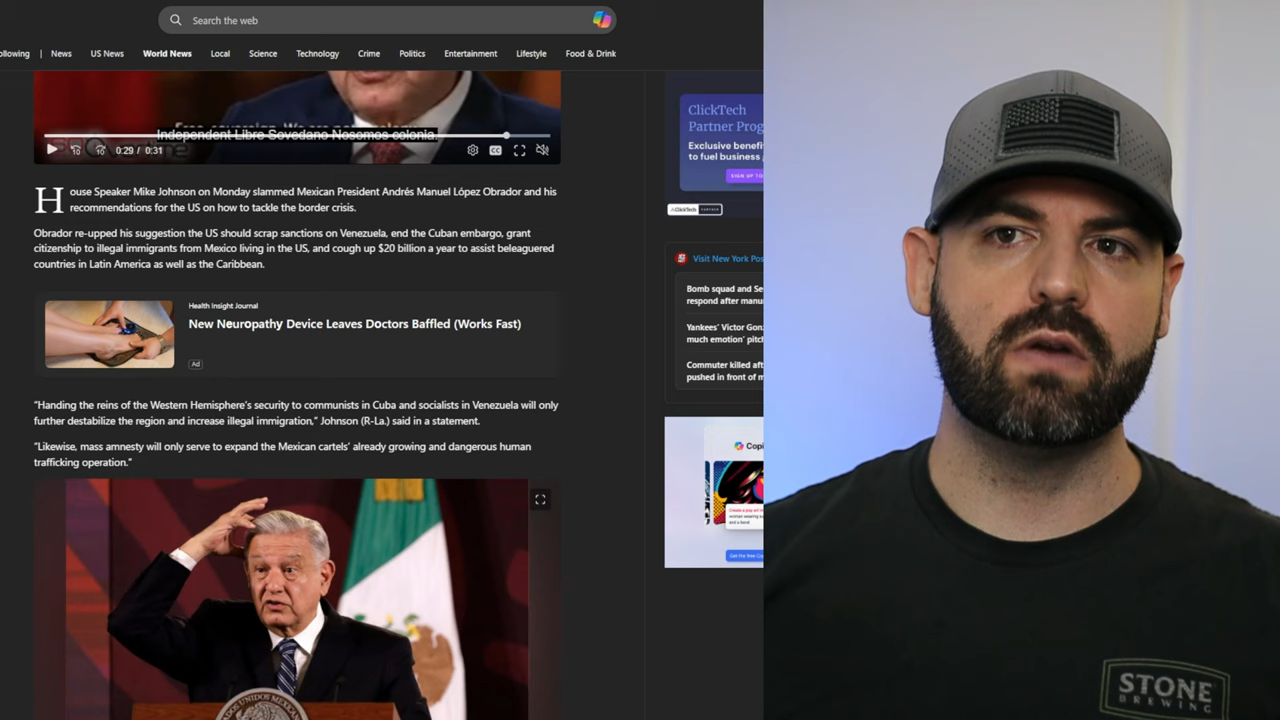 Search the web
ollowing | News US News World News Local Science Technology Crime Politics Entertainment Lifestyle Food & Drink
Independent Libre Sovedano Nosomos colonia.
0:29 / 0:31
CC
House Speaker Mike Johnson on Monday slammed Mexican President Andrés Manuel López Obrador and his
recommendations for the US on how to tackle the border crisis.
Obrador re-upped his suggestion the US should scrap sanctions on Venezuela, end the Cuban embargo, grant
citizenship to illegal immigrants from Mexico living in the US, and cough up $20 billion a year to assist beleaguered
countries in Latin America as well as the Caribbean.
Health Insight Journal
New Neuropathy Device Leaves Doctors Baffled (Works Fast)
Ad
“Handing the reins of the Western Hemisphere’s security to communists in Cuba and socialists in Venezuela will only
further destabilize the region and increase illegal immigration,” Johnson (R-La.) said in a statement.
“Likewise, mass amnesty will only serve to expand the Mexican cartels’ already growing and dangerous human
trafficking operation.”
ClickTech
Partner Prog
Exclusive benefi
to fuel business
SIGN UP TO
ClickTech PARTNER
Visit New York Pos
Bomb squad and Se
respond after manu
Yankees’ Victor Gon
much emotion’ pitc
Commuter killed aft
pushed in front of m
Copi
Create a pop art i
women wearing su
and a band
Get the free Co
STONE
BREWING